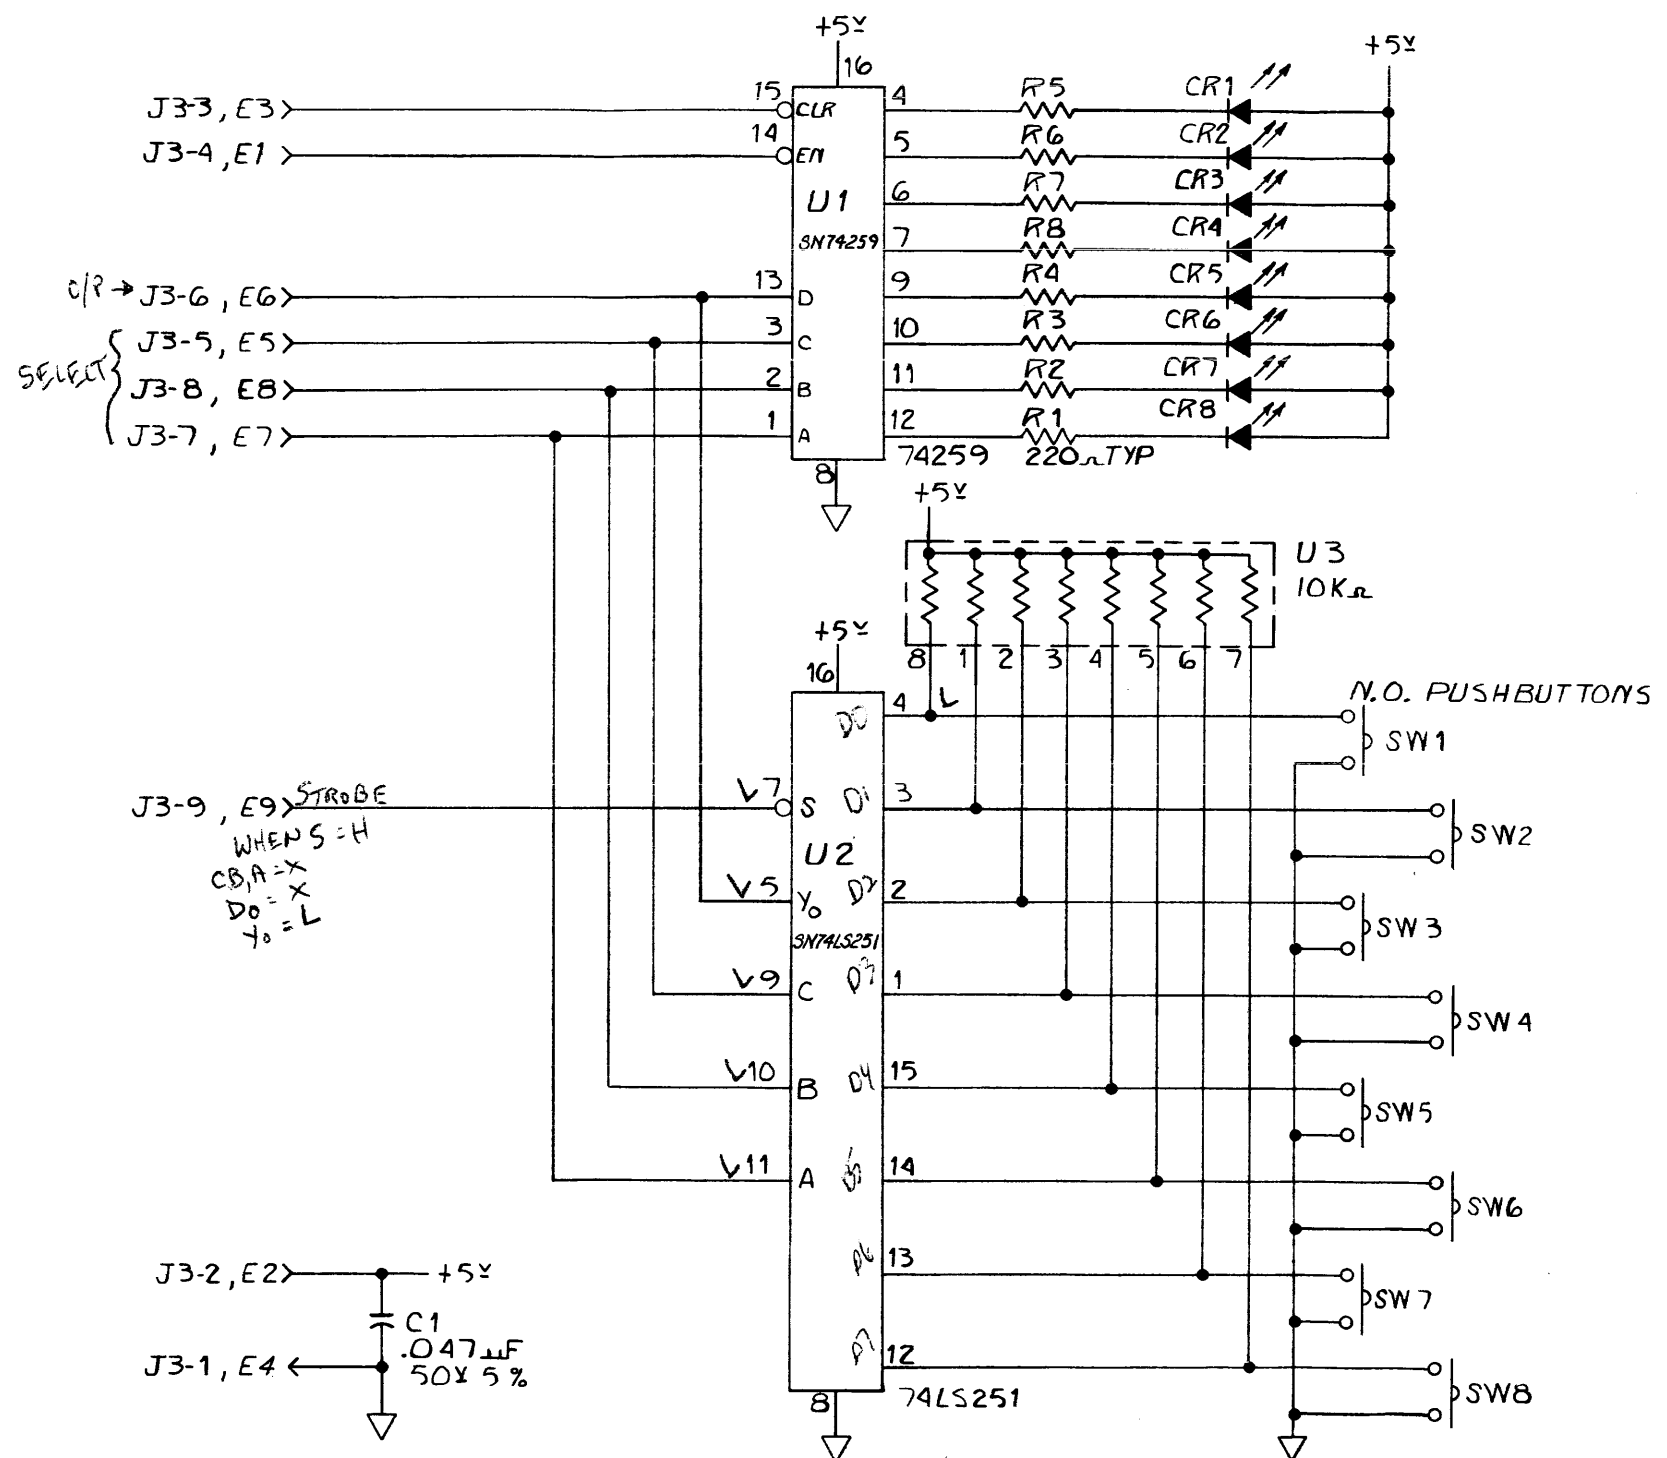 +5V
16
+5V
J3-3, E3
15
CLR
4
R5
CR1
J3-4, E1
14
EN
5
R6
CR2
U1
6
R7
CR3
SN74259
7
R8
CR4
J3-6, E6
13
D
9
R4
CR5
J3-5, E5
3
C
10
R3
CR6
SELECT
J3-8, E8
2
B
11
R2
CR7
J3-7, E7
1
A
12
R1
CR8
8
74259
220Ω TYP
+5V
U3
10KΩ
8 1 2 3 4 5 6 7
+5V
16
4
L
D0
N.O. PUSHBUTTONS
SW1
J3-9, E9
STROBE
7
S
D1
3
SW2
WHEN S = H
CB, A = X
D0 = X
Y0 = L
U2
5
Y0
D2
2
SW3
SN74LS251
9
C
D3
1
SW4
10
B
D4
15
SW5
11
A
14
SW6
J3-2, E2
+5V
D6
13
SW7
C1
.047µF
50V 5%
J3-1, E4
D7
12
SW8
8
74LS251